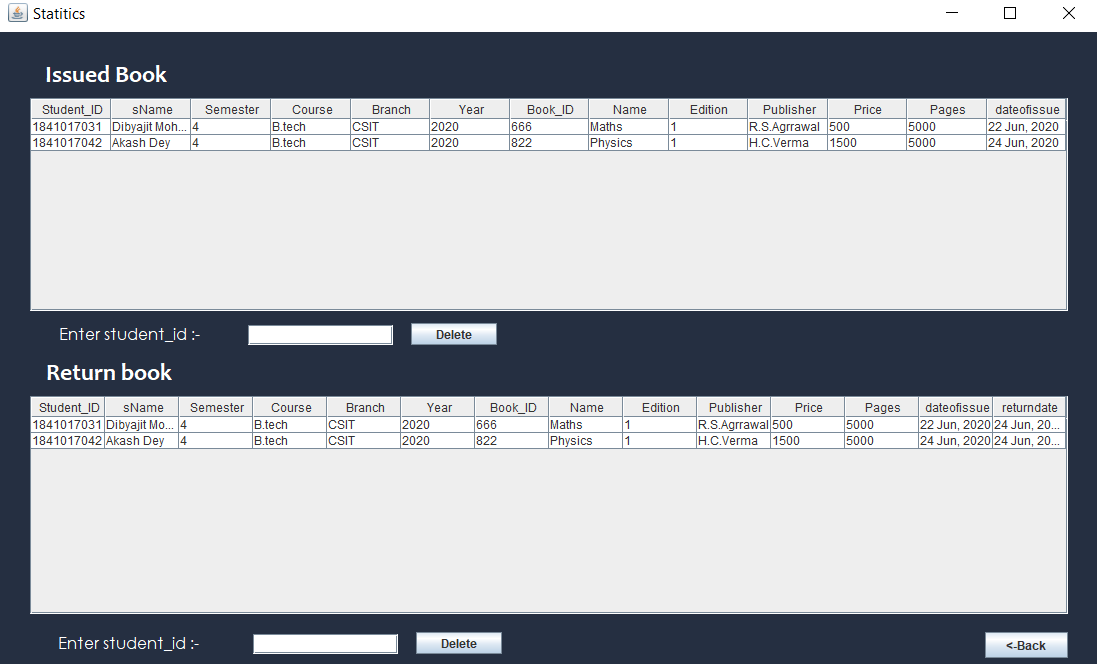 Statitics
Issued Book
Student_ID sName Semester Course Branch Year Book_ID Name Edition Publisher Price Pages dateofissue
1841017031 Dibyajit Moh... 4 B.tech CSIT 2020 666 Maths 1 R.S.Agrrawal 500 5000 22 Jun, 2020
1841017042 Akash Dey 4 B.tech CSIT 2020 822 Physics 1 H.C.Verma 1500 5000 24 Jun, 2020
Enter student_id :- Delete
Return book
Student_ID sName Semester Course Branch Year Book_ID Name Edition Publisher Price Pages dateofissue returndate
1841017031 Dibyajit Mo... 4 B.tech CSIT 2020 666 Maths 1 R.S.Agrrawal 500 5000 22 Jun, 2020 24 Jun, 20...
1841017042 Akash Dey 4 B.tech CSIT 2020 822 Physics 1 H.C.Verma 1500 5000 24 Jun, 2020 24 Jun, 20...
Enter student_id :- Delete <-Back